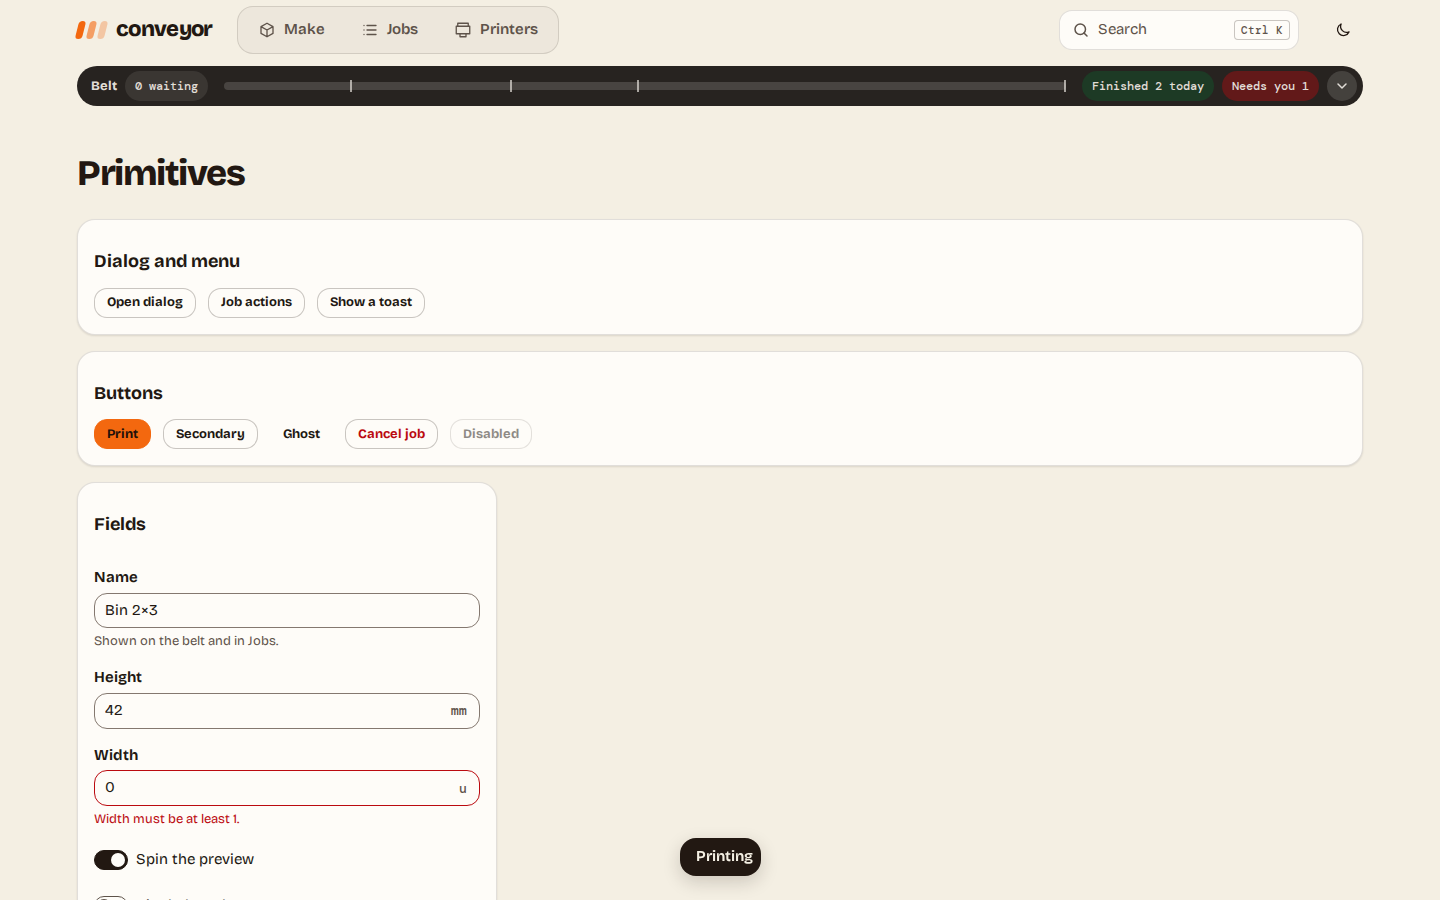 conveyor
Make
Jobs
Printers
Search
Ctrl K
Belt
0 waiting
Finished 2 today
Needs you 1
Primitives
Dialog and menu
Open dialog
Job actions
Show a toast
Buttons
Print
Secondary
Ghost
Cancel job
Disabled
Fields
Name
Bin 2×3
Shown on the belt and in Jobs.
Height
42
mm
Width
0
u
Width must be at least 1.
Spin the preview
Printing